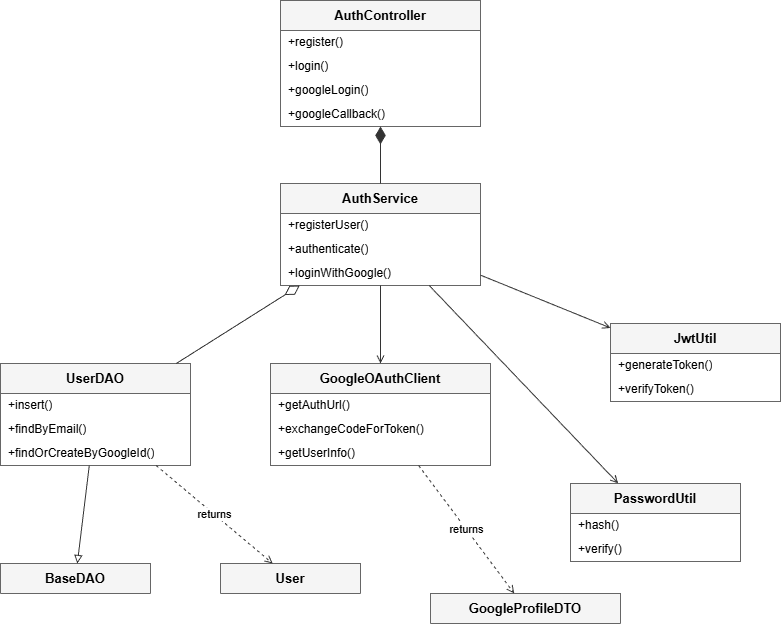 AuthController
+register()
+login()
+googleLogin()
+googleCallback()
AuthService
+registerUser()
+authenticate()
+loginWithGoogle()
JwtUtil
+generateToken()
+verifyToken()
UserDAO
+insert()
+findByEmail()
+findOrCreateByGoogleId()
GoogleOAuthClient
+getAuthUrl()
+exchangeCodeForToken()
+getUserInfo()
PasswordUtil
+hash()
+verify()
returns
returns
BaseDAO
User
GoogleProfileDTO